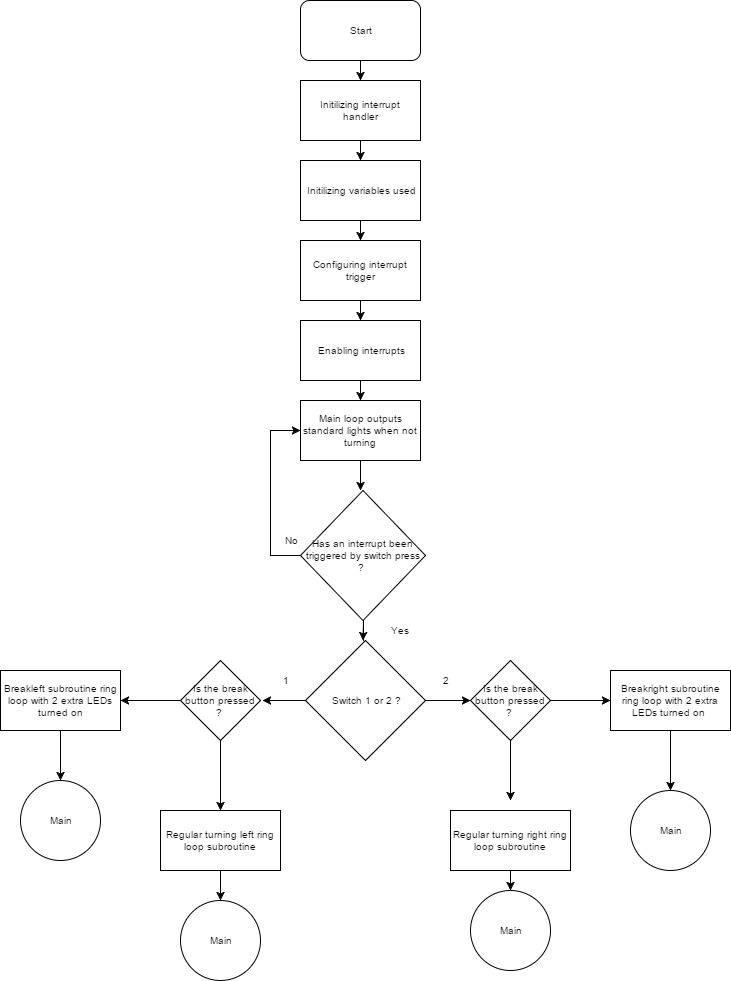 Start
Initilizing interrupt
handler
Initilizing variables used
Configuring interrupt
trigger
Enabling interrupts
Main loop outputs
standard lights when not
turning
No
Has an interrupt been
triggered by switch press
?
Yes
Breakleft subroutine ring
loop with 2 extra LEDs
turned on
Is the break
button pressed
?
1
Switch 1 or 2 ?
2
Is the break
button pressed
?
Breakright subroutine
ring loop with 2 extra
LEDs turned on
Main
Regular turning left ring
loop subroutine
Regular turning right ring
loop subroutine
Main
Main
Main